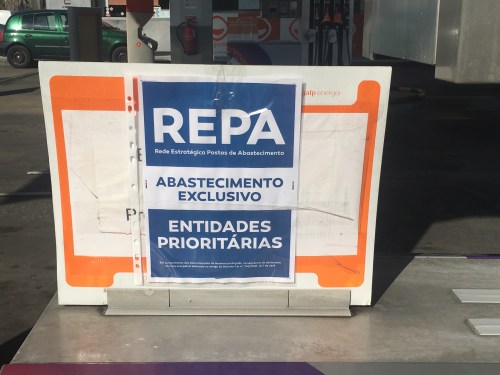 galp energia
REPA
Rede Estratégica Postos de Abastecimento
ABASTECIMENTO
EXCLUSIVO
ENTIDADES
PRIORITÁRIAS